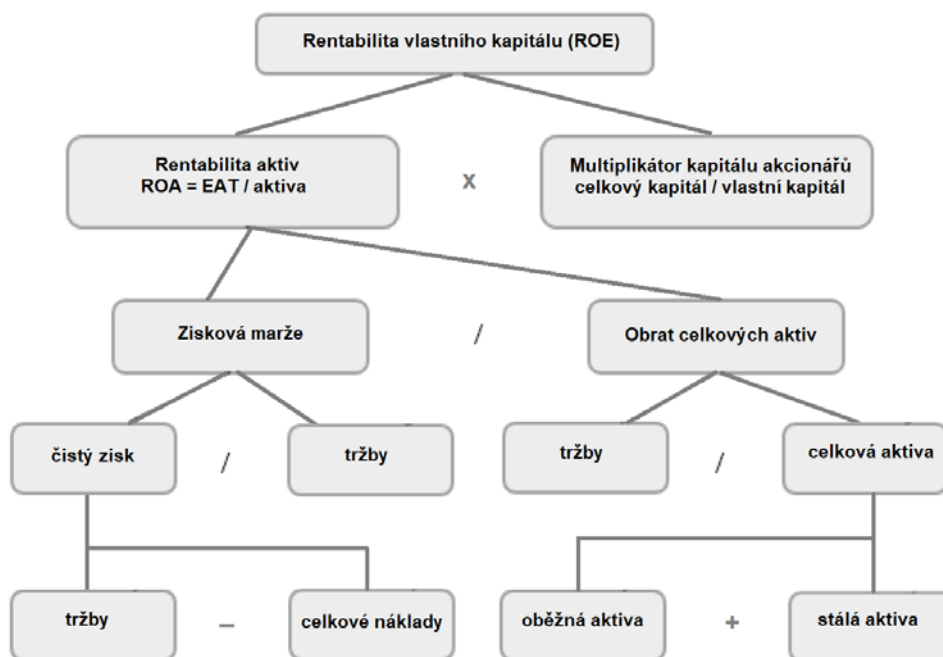 Rentabilita vlastního kapitálu (ROE)
Rentabilita aktiv
ROA = EAT / aktiva
x
Multiplikátor kapitálu akcionářů
celkový kapitál / vlastní kapitál
Zisková marže
/
Obrat celkových aktiv
čistý zisk
/
tržby
tržby
/
celková aktiva
tržby
–
celkové náklady
oběžná aktiva
+
stálá aktiva